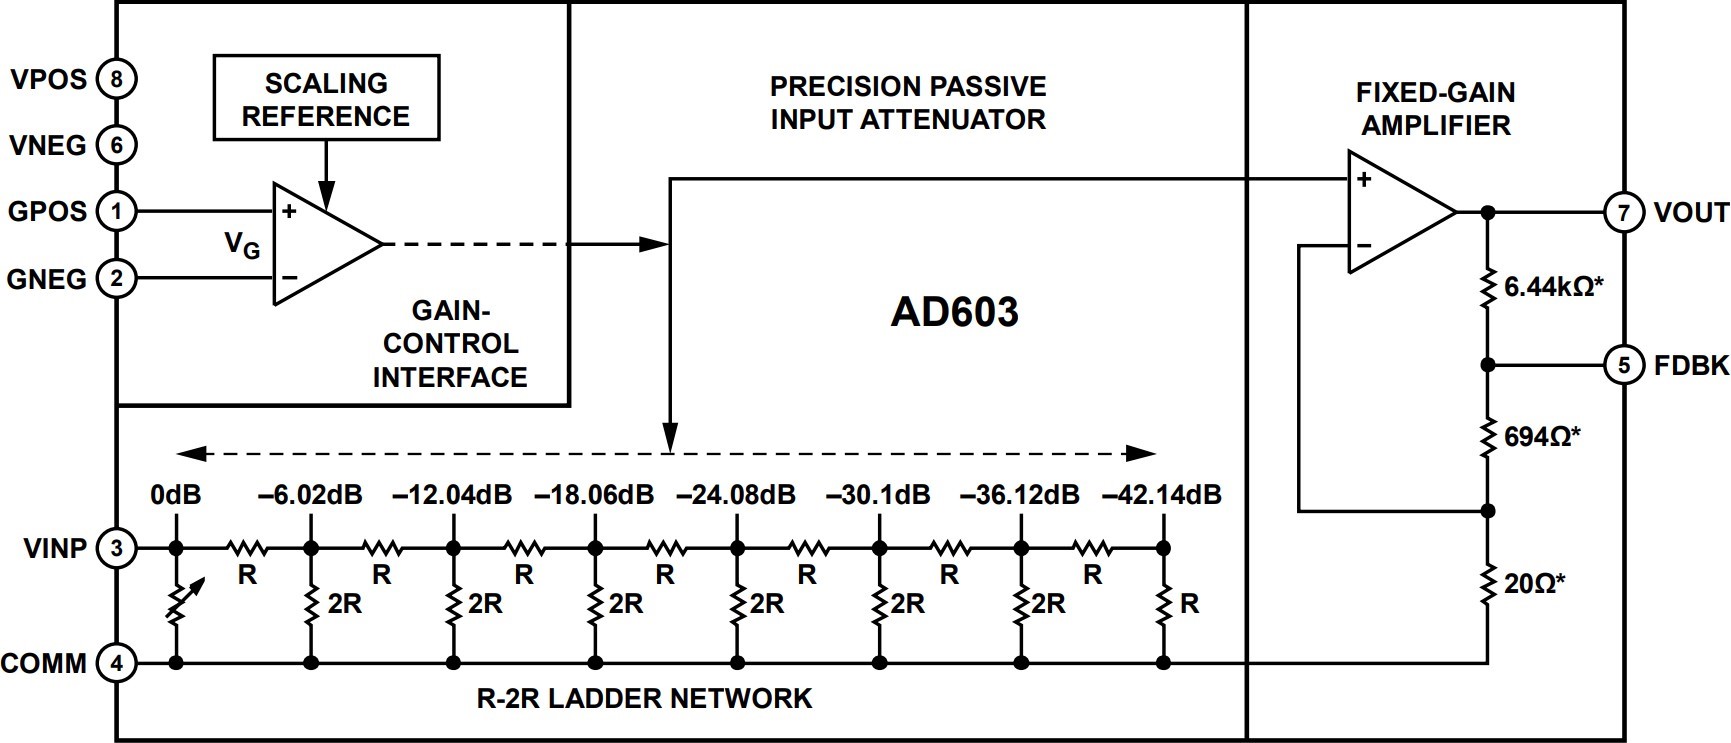 VPOS 8
VNEG 6
GPOS 1
GNEG 2
SCALING
REFERENCE
+
VG
−
GAIN-
CONTROL
INTERFACE
PRECISION PASSIVE
INPUT ATTENUATOR
AD603
FIXED-GAIN
AMPLIFIER
+
−
7 VOUT
6.44kΩ*
5 FDBK
694Ω*
20Ω*
0dB –6.02dB –12.04dB –18.06dB –24.08dB –30.1dB –36.12dB –42.14dB
VINP 3
R R R R R R R
2R 2R 2R 2R 2R 2R R
COMM 4
R-2R LADDER NETWORK